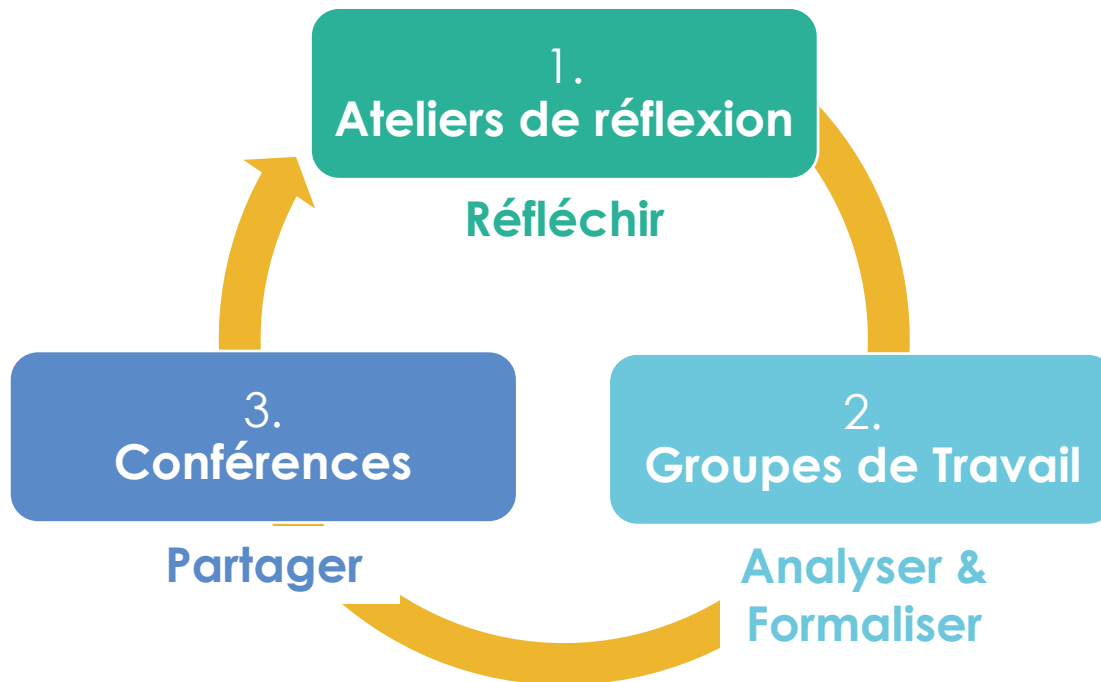 1.
Ateliers de réflexion
Réfléchir
2.
Groupes de Travail
Analyser &
Formaliser
3.
Conférences
Partager